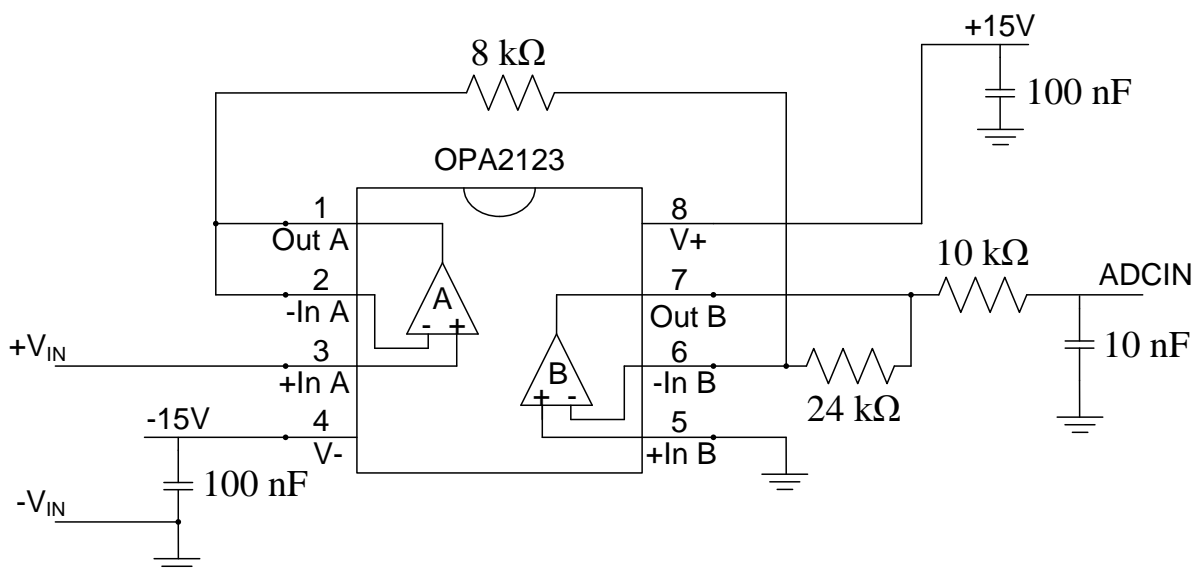 8 kΩ
+15V
100 nF
OPA2123
1
Out A
8
V+
2
-In A
A
- +
7
Out B
10 kΩ
ADCIN
+VIN
3
+In A
B
+ -
6
-In B
24 kΩ
10 nF
-15V
4
V-
5
+In B
100 nF
-VIN